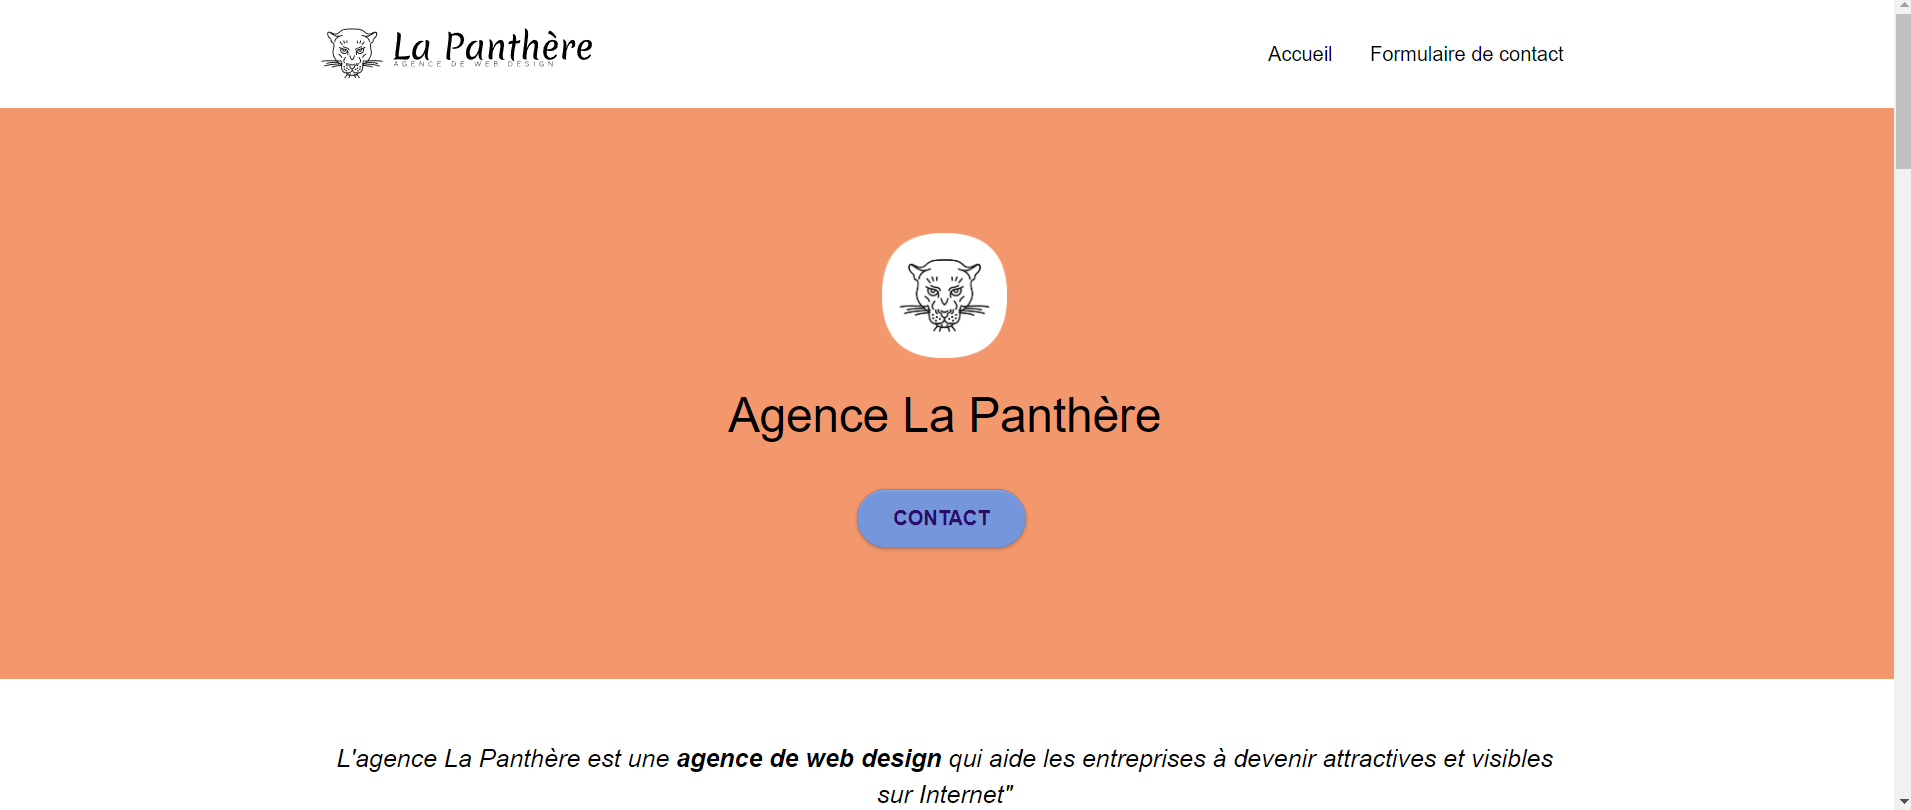 La Panthère
AGENCE DE WEB DESIGN
Accueil
Formulaire de contact
Agence La Panthère
CONTACT
L'agence La Panthère est une agence de web design qui aide les entreprises à devenir attractives et visibles
sur Internet"